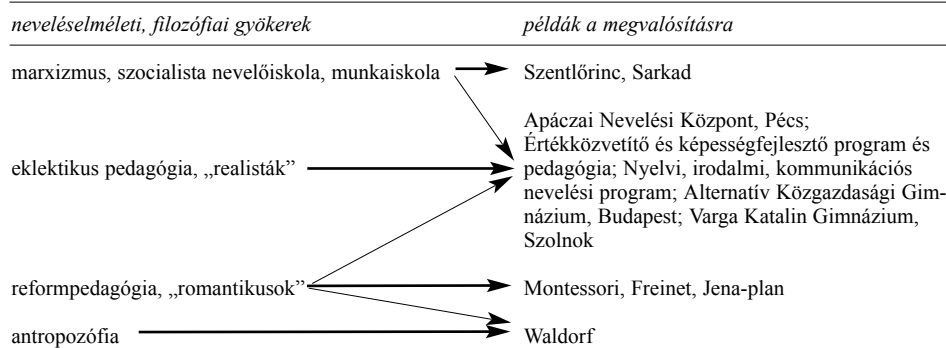 neveléselméleti, filozófiai gyökerek példák a megvalósításra
marxizmus, szocialista nevelőiskola, munkaiskola Szentlőrinc, Sarkad
Apáczai Nevelési Központ, Pécs;
Értékközvetítő és képességfejlesztő program és
eklektikus pedagógia, „realisták” pedagógia; Nyelvi, irodalmi, kommunikációs
nevelési program; Alternatív Közgazdasági Gim-
názium, Budapest; Varga Katalin Gimnázium,
Szolnok
reformpedagógia, „romantikusok” Montessori, Freinet, Jena-plan
antropozófia Waldorf